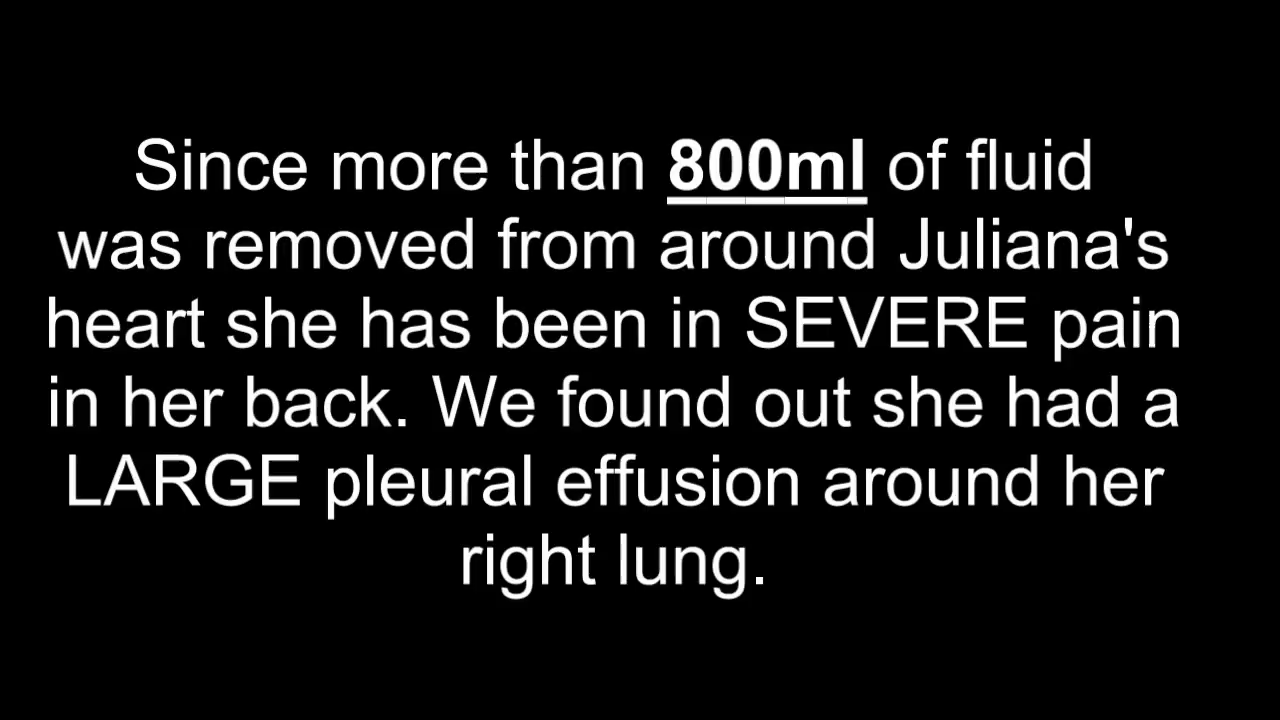 Since more than 800ml of fluid
was removed from around Juliana's
heart she has been in SEVERE pain
in her back. We found out she had a
LARGE pleural effusion around her
right lung.